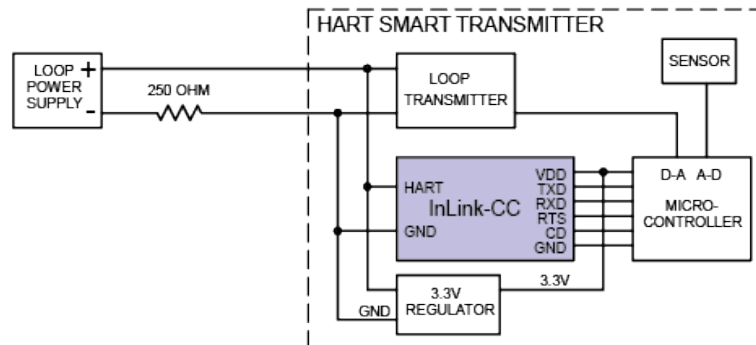 HART SMART TRANSMITTER
LOOP
POWER
SUPPLY
+
-
250 OHM
LOOP
TRANSMITTER
SENSOR
HART
GND
InLink-CC
VDD
TXD
RXD
RTS
CD
GND
D-A A-D
MICRO-
CONTROLLER
3.3V
REGULATOR
GND
3.3V